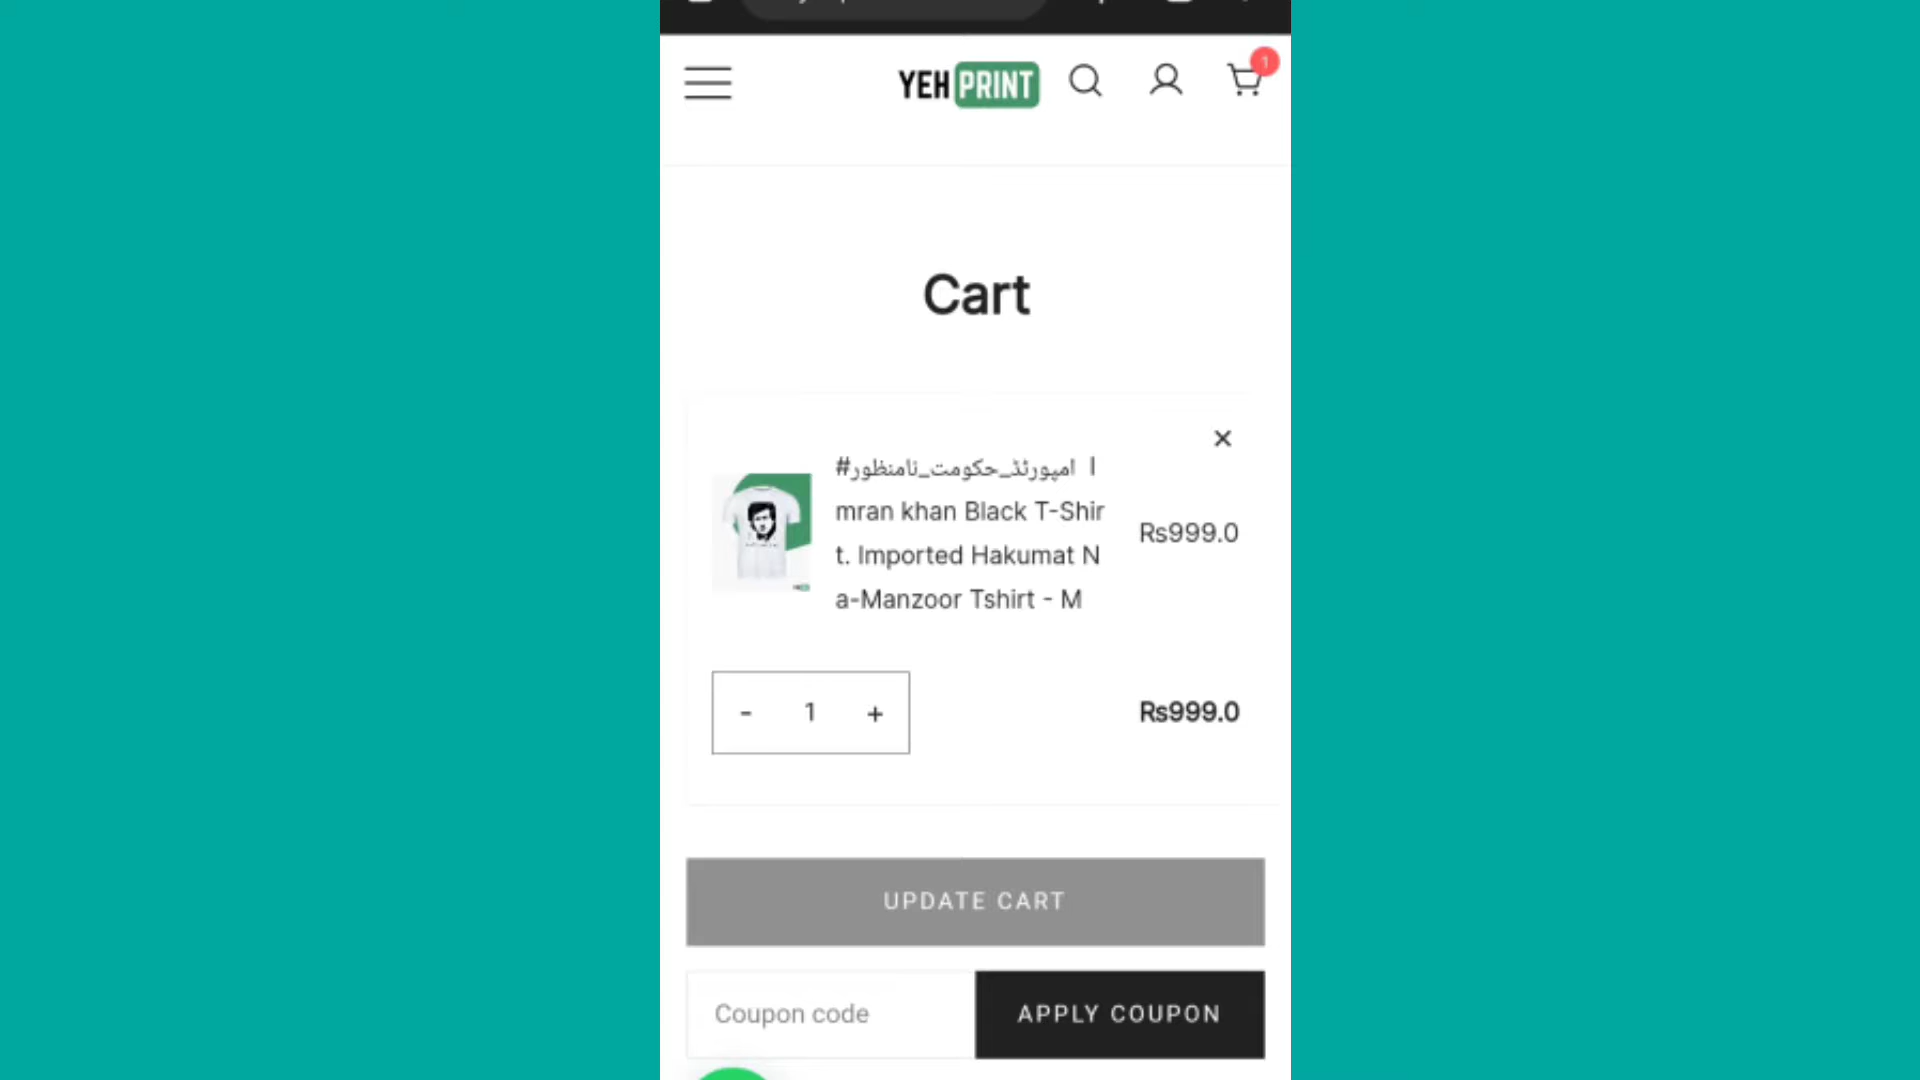 YEH PRINT
1
Cart
×
#امپورٹڈ_حکومت_نامنظور I
mran khan Black T-Shir
t. Imported Hakumat N
a-Manzoor Tshirt - M
Rs999.0
- 1 +
Rs999.0
UPDATE CART
Coupon code
APPLY COUPON